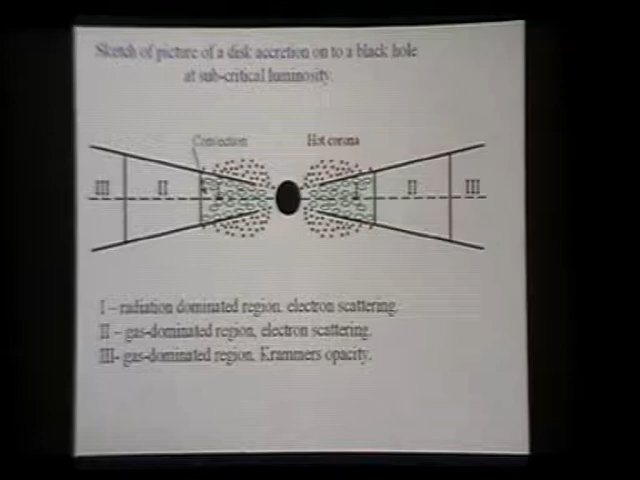 Sketch of picture of a disk accretion on to a black hole
at sub-critical luminosity.
Convection Hot corona
III II I I II III
I – radiation dominated region, electron scattering.
II – gas-dominated region, electron scattering.
III- gas-dominated region, Krammers opacity.